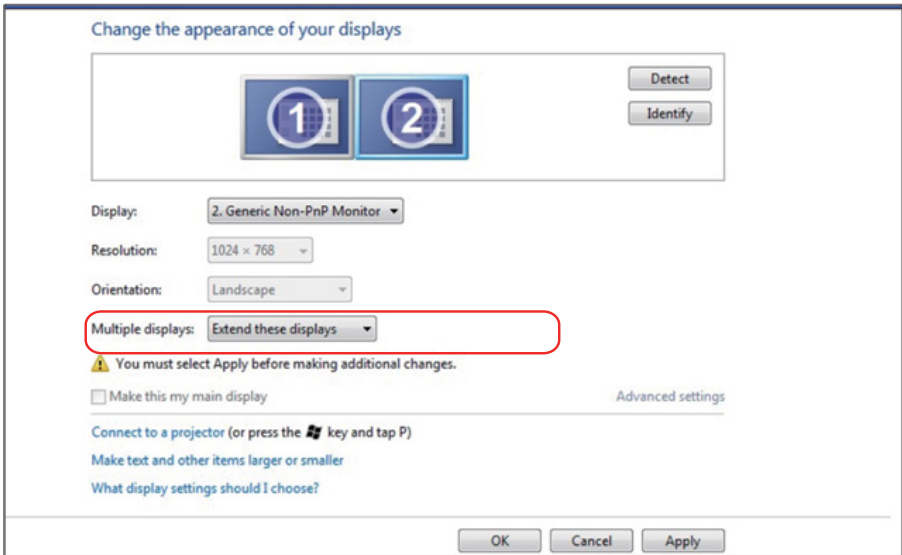 Change the appearance of your displays
1
2
Detect
Identify
Display: 2. Generic Non-PnP Monitor
Resolution: 1024 × 768
Orientation: Landscape
Multiple displays: Extend these displays
You must select Apply before making additional changes.
Make this my main display Advanced settings
Connect to a projector (or press the key and tap P)
Make text and other items larger or smaller
What display settings should I choose?
OK Cancel Apply